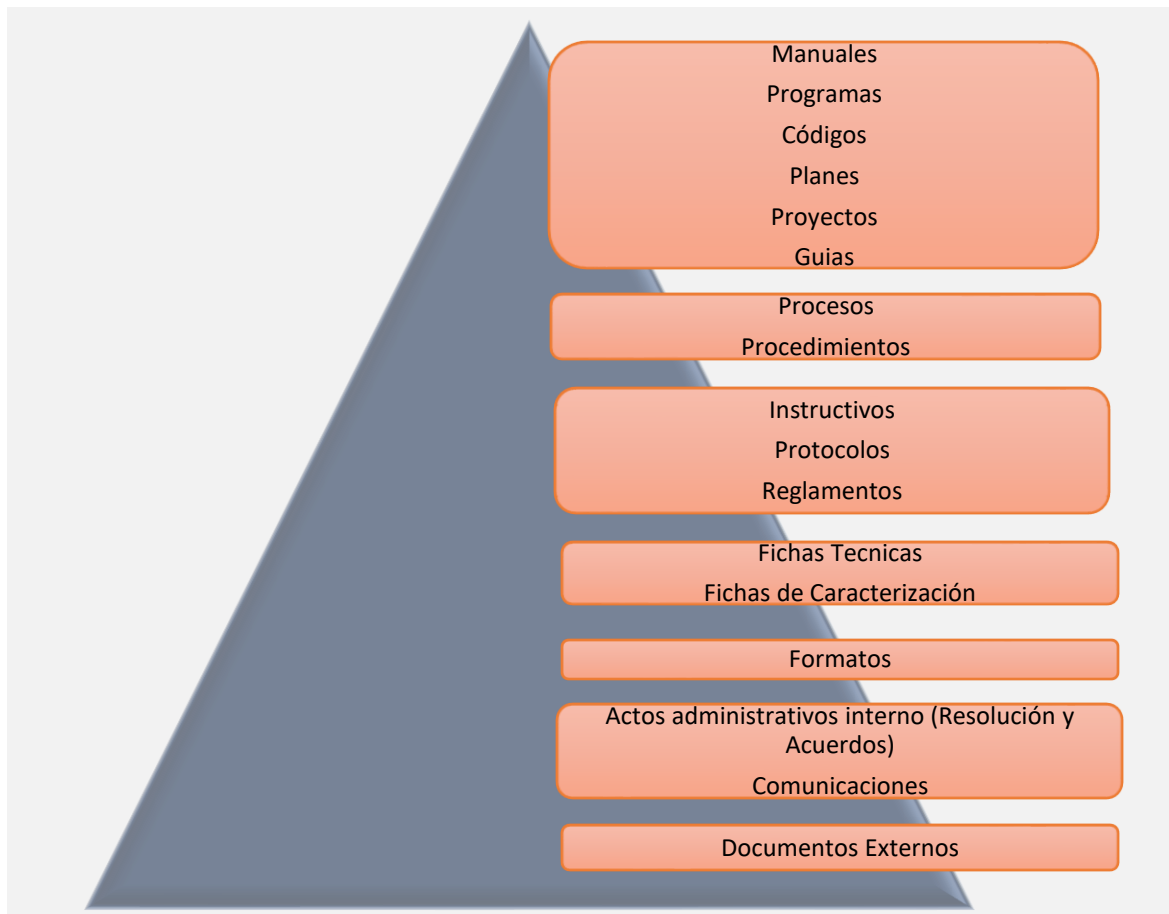 Manuales
Programas
Códigos
Planes
Proyectos
Guias
Procesos
Procedimientos
Instructivos
Protocolos
Reglamentos
Fichas Tecnicas
Fichas de Caracterización
Formatos
Actos administrativos interno (Resolución y
Acuerdos)
Comunicaciones
Documentos Externos